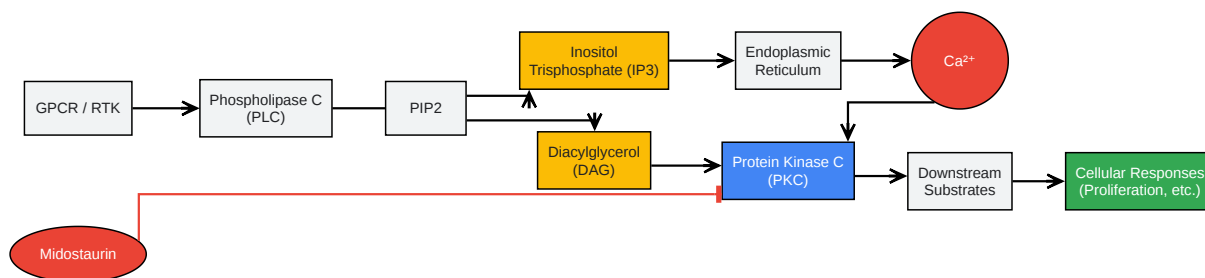 GPCR / RTK
Phospholipase C
(PLC)
PIP2
Inositol
Trisphosphate (IP3)
Endoplasmic
Reticulum
Ca²⁺
Diacylglycerol
(DAG)
Protein Kinase C
(PKC)
Downstream
Substrates
Cellular Responses
(Proliferation, etc.)
Midostaurin